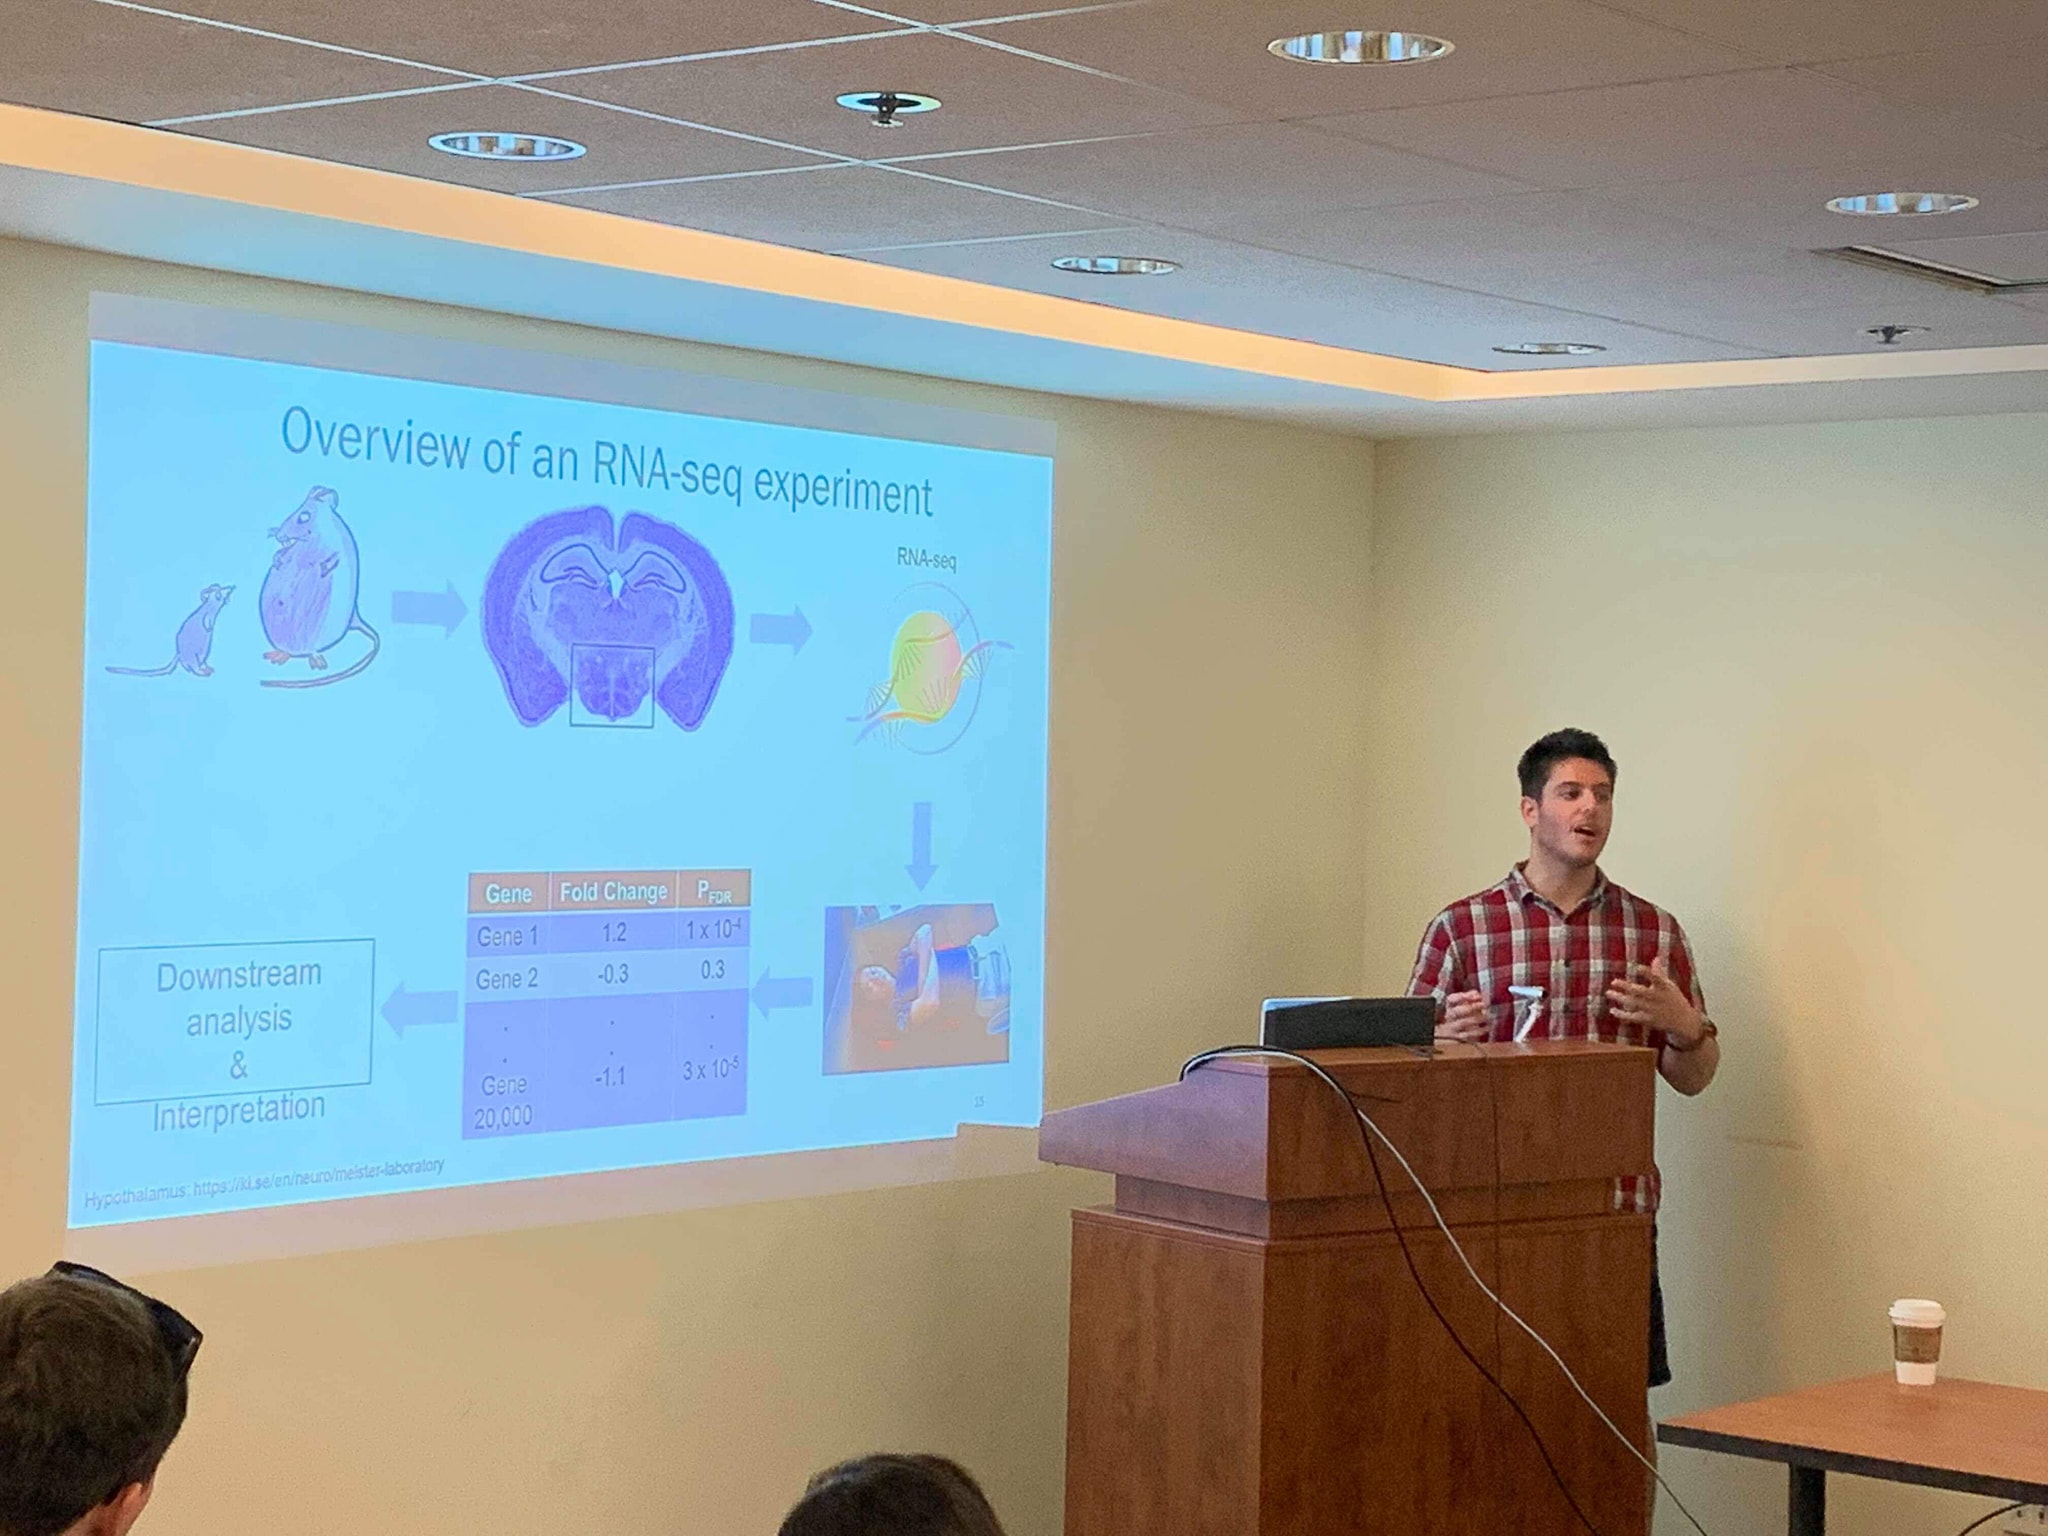 Overview of an RNA-seq experiment
RNA-seq
Gene Fold Change P_FDR
Gene 1 1.2 1 x 10⁻⁴
Gene 2 -0.3 0.3
. . .
. . .
Gene 20,000 -1.1 3 x 10⁻⁵
Downstream
analysis
&
Interpretation
15
Hypothalamus: https://ki.se/en/neuro/meister-laboratory